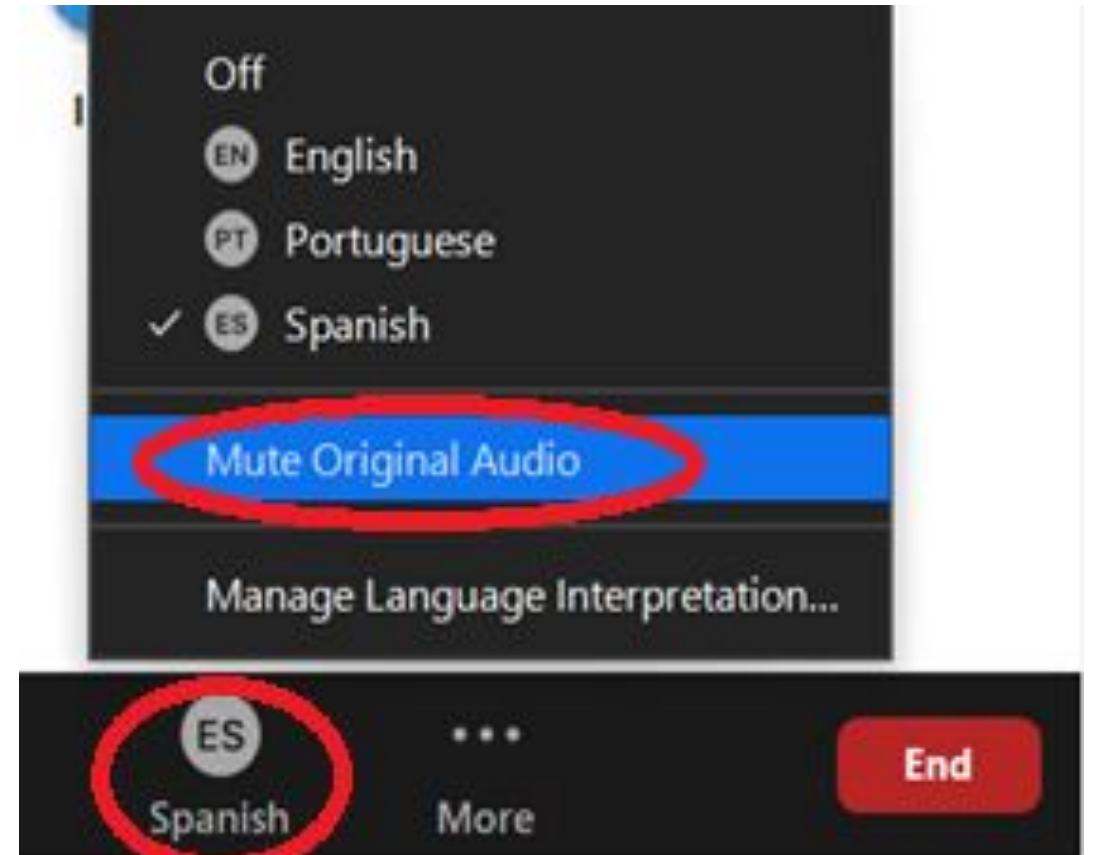 Off
EN English
PT Portuguese
ES Spanish
Mute Original Audio
Manage Language Interpretation...
ES
Spanish
More
End